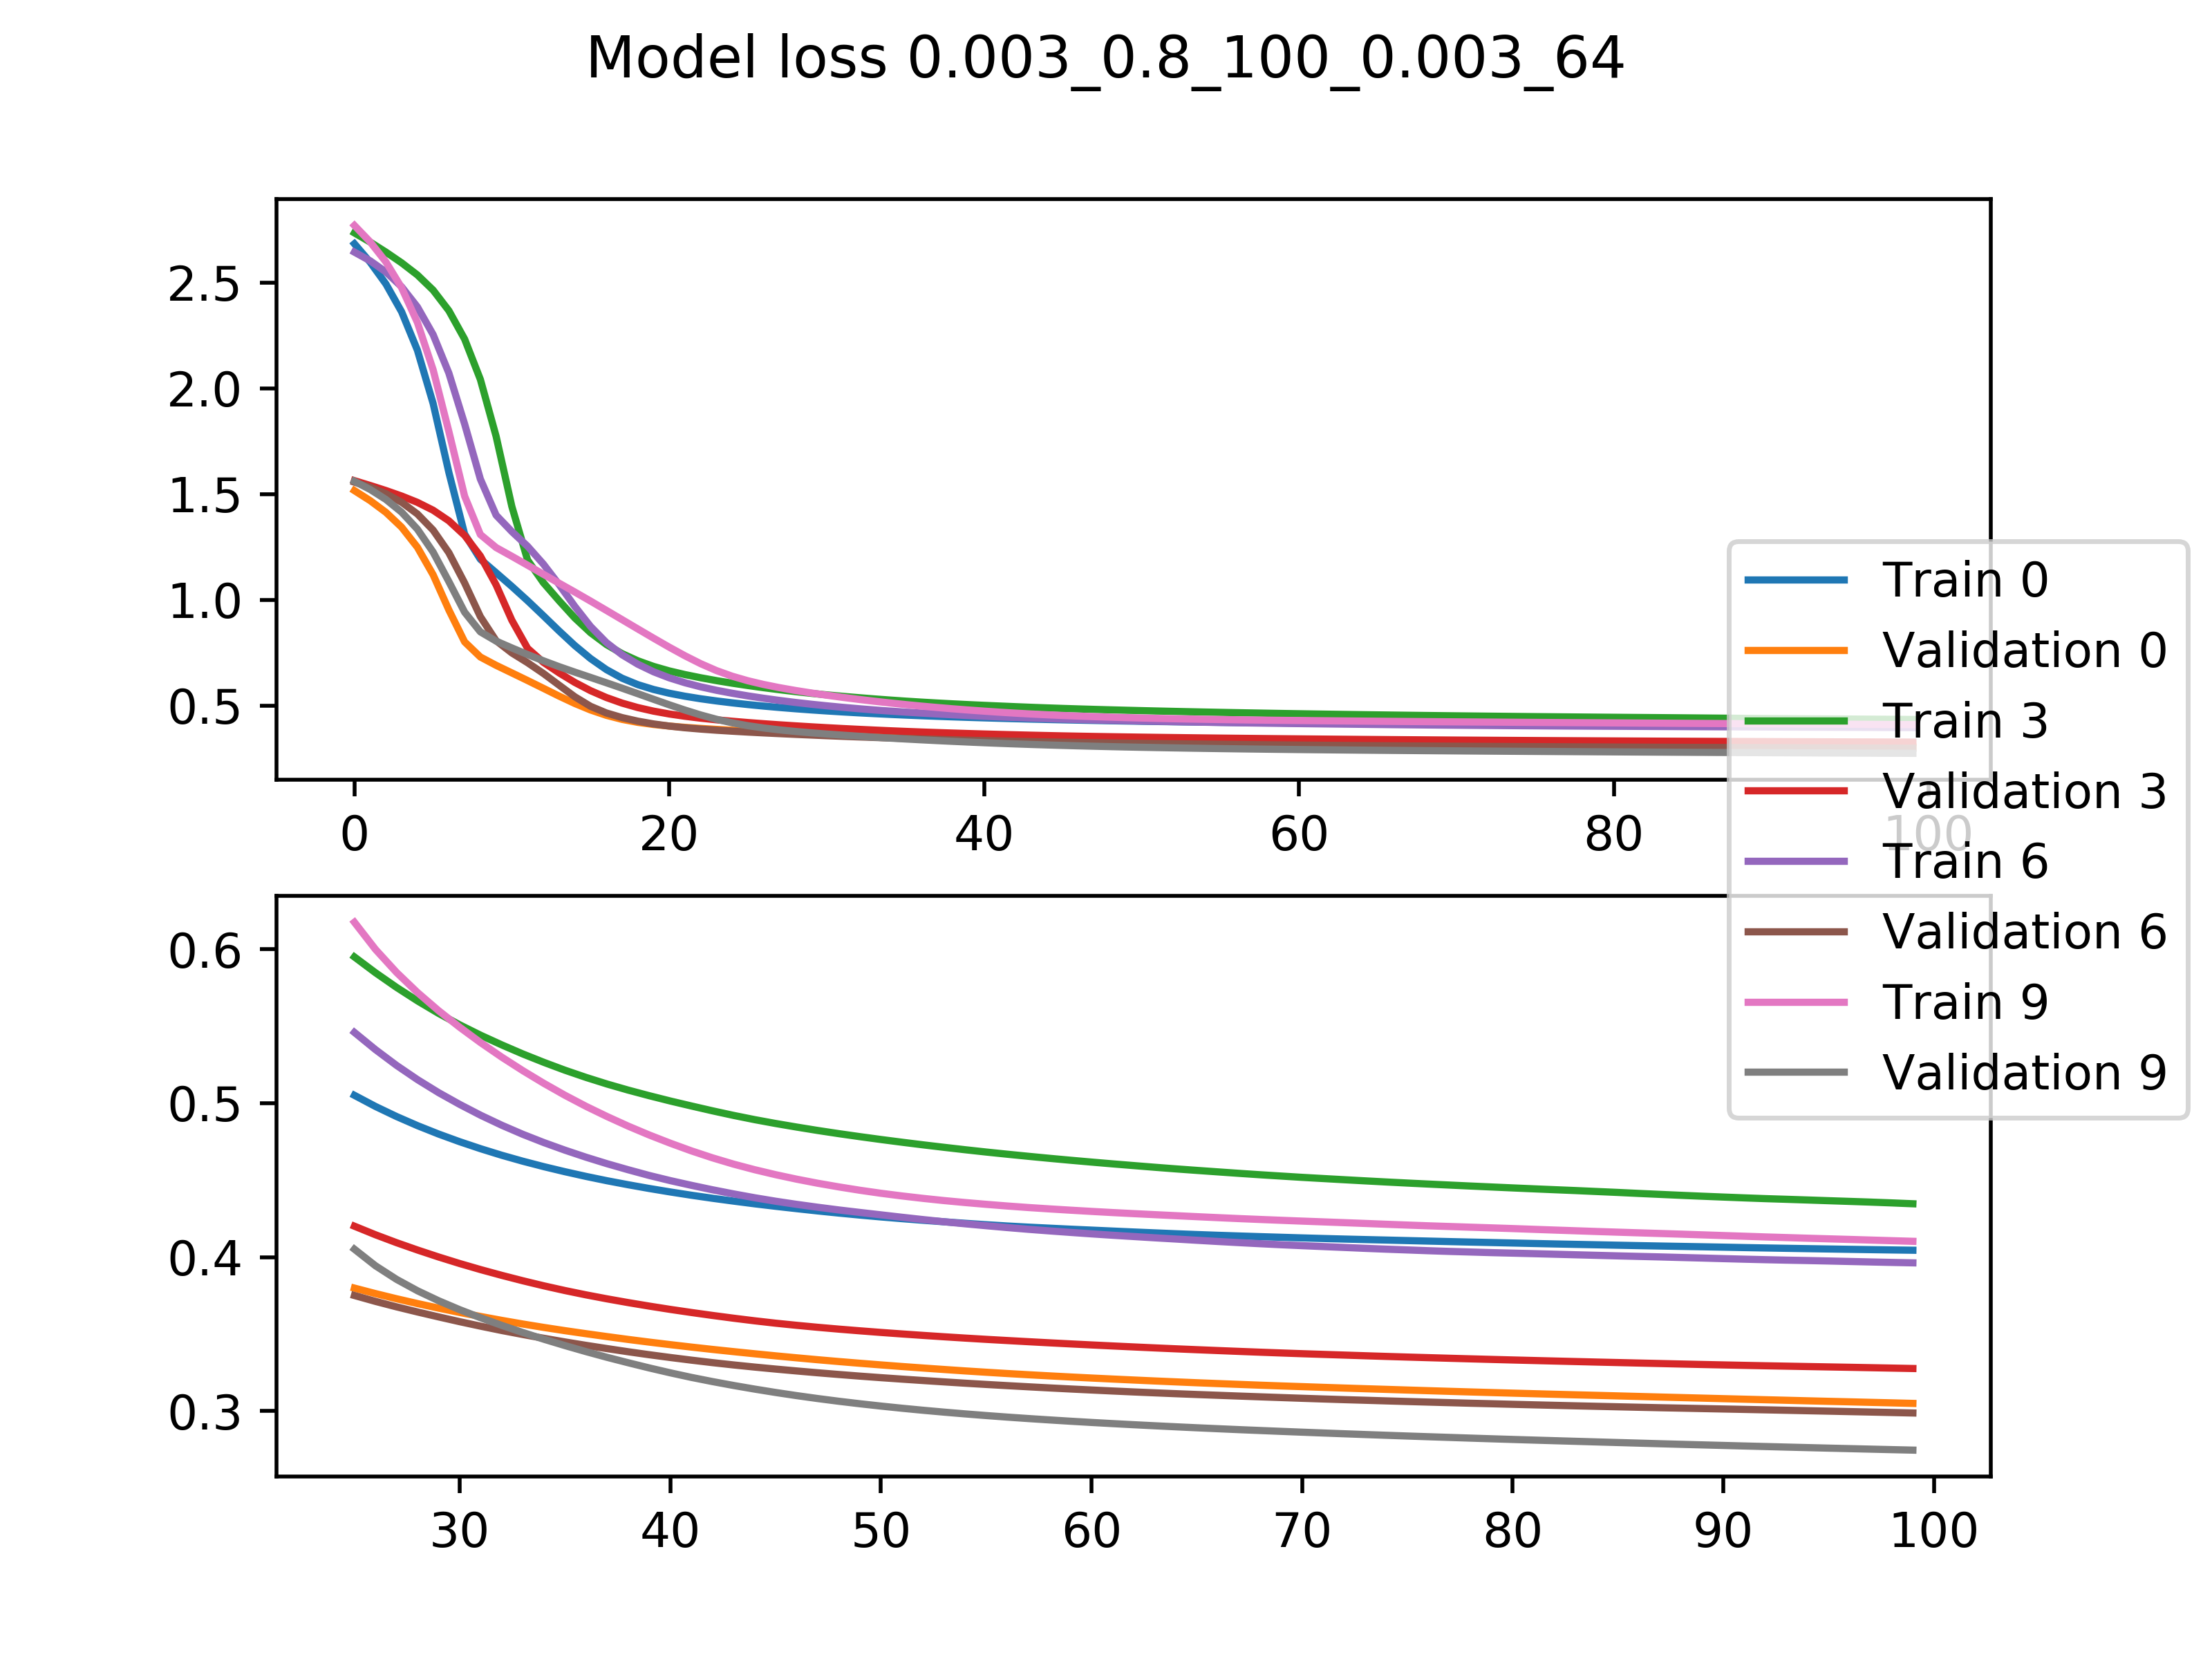 Model loss 0.003_0.8_100_0.003_64
2.5
2.0
1.5
1.0
0.5
0 20 40 60 80 100
Train 0
Validation 0
Train 3
Validation 3
Train 6
Validation 6
Train 9
Validation 9
0.6
0.5
0.4
0.3
30 40 50 60 70 80 90 100